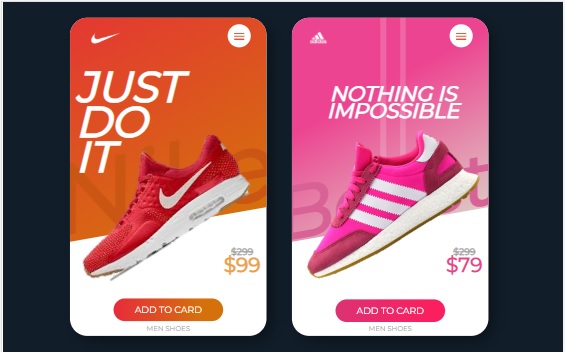 JUST
DO
IT
Nike
$299
$99
ADD TO CARD
MEN SHOES
adidas
NOTHING IS
IMPOSSIBLE
$299
$79
ADD TO CARD
MEN SHOES